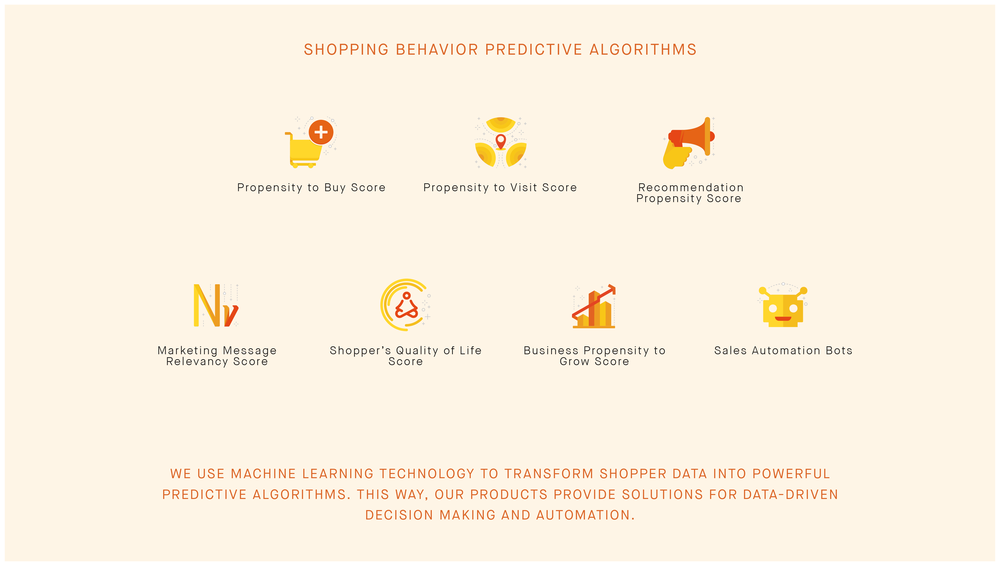 SHOPPING BEHAVIOR PREDICTIVE ALGORITHMS
Propensity to Buy Score
Propensity to Visit Score
Recommendation
Propensity Score
Nv
Marketing Message
Relevancy Score
Shopper’s Quality of Life
Score
Business Propensity to
Grow Score
Sales Automation Bots
WE USE MACHINE LEARNING TECHNOLOGY TO TRANSFORM SHOPPER DATA INTO POWERFUL
PREDICTIVE ALGORITHMS. THIS WAY, OUR PRODUCTS PROVIDE SOLUTIONS FOR DATA-DRIVEN
DECISION MAKING AND AUTOMATION.